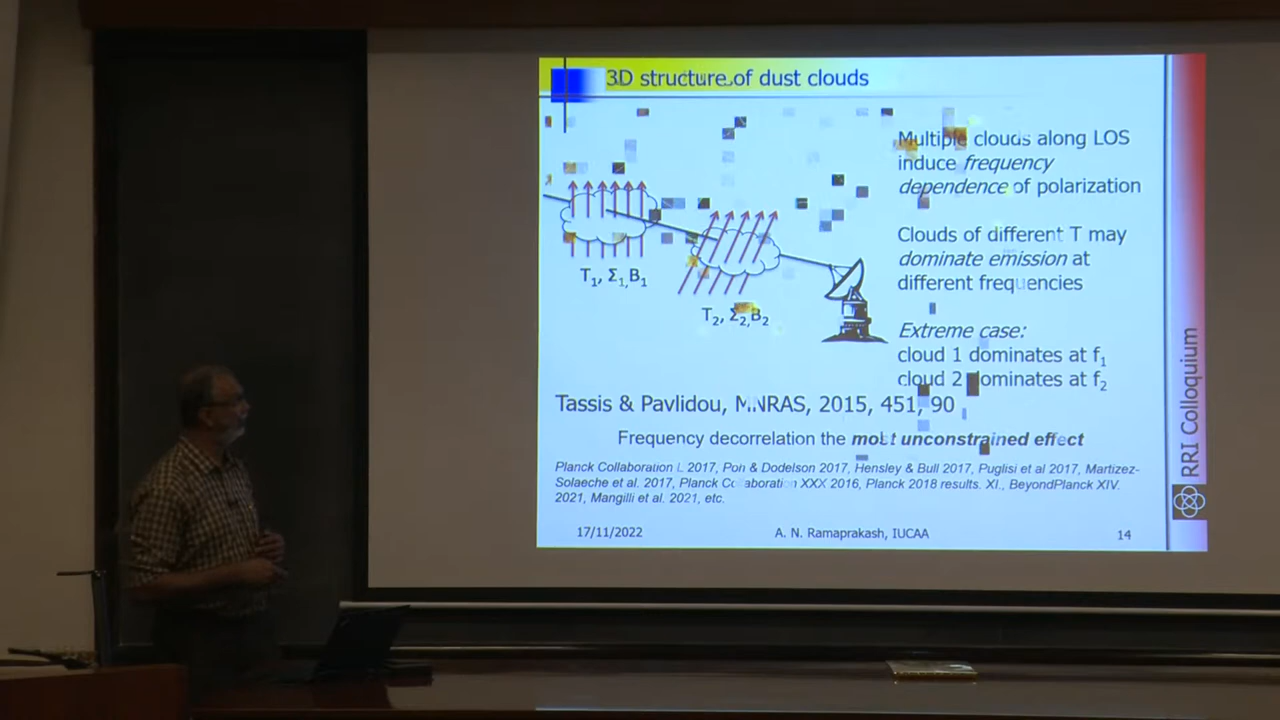 3D structure of dust clouds
Multiple clouds along LOS
induce frequency
dependence of polarization
Clouds of different T may
dominate emission at
different frequencies
T₁, Σ₁,B₁
T₂, Σ₂,B₂
Extreme case:
cloud 1 dominates at f₁
cloud 2 dominates at f₂
Tassis & Pavlidou, MNRAS, 2015, 451, 90
Frequency decorrelation the most unconstrained effect
Planck Collaboration L 2017, Poh & Dodelson 2017, Hensley & Bull 2017, Puglisi et al 2017, Martizez-
Solaeche et al. 2017, Planck Collaboration XXX 2016, Planck 2018 results. XI., BeyondPlanck XIV.
2021, Mangilli et al. 2021, etc.
17/11/2022
A. N. Ramaprakash, IUCAA
14
RRI Colloquium